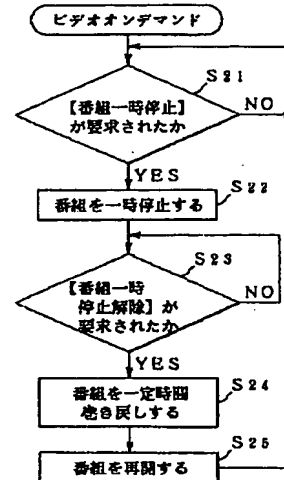 ビデオオンデマンド
S21
【番組一時停止】
が要求されたか
NO
YES
S22
番組を一時停止する
S23
【番組一時
停止解除】が
要求されたか
NO
YES
S24
番組を一定時間
巻き戻しする
S25
番組を再開する